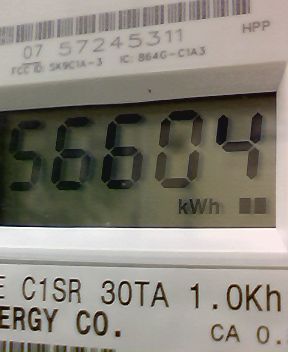 07 57245311 HPP
FCC ID: SK9C1A-3 IC: 864G-C1A3
56604
kWh
C1SR 30TA 1.0Kh
ERGY CO. CA 0.